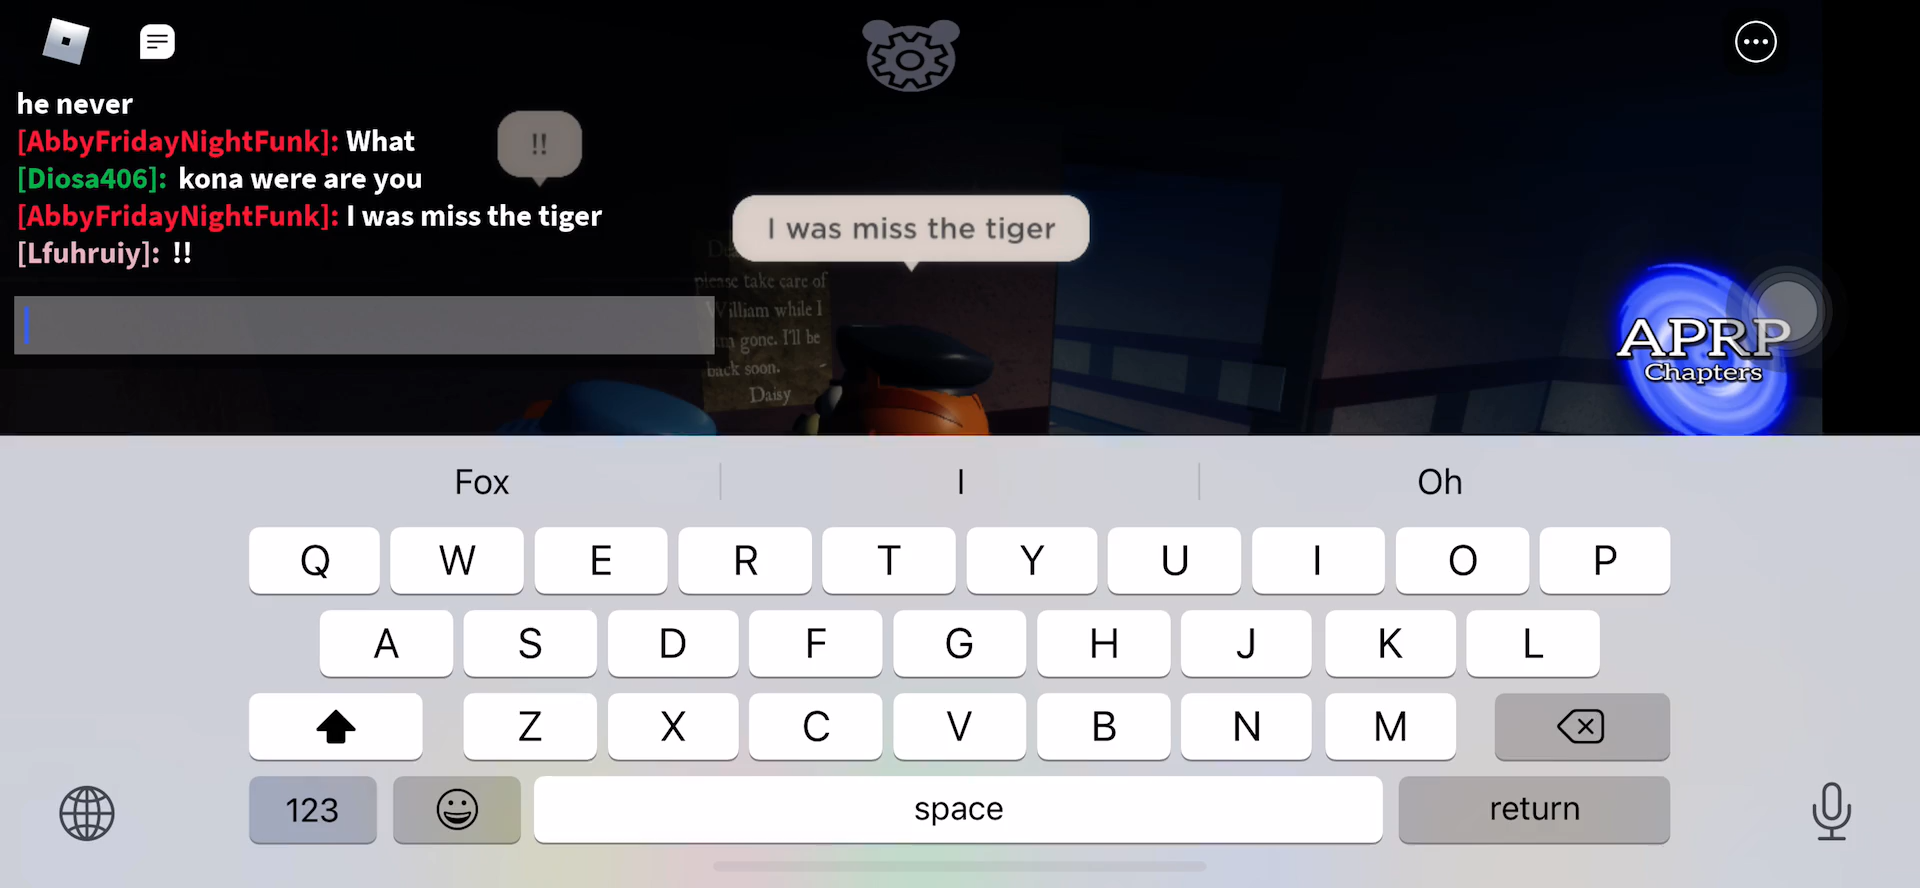 he never
[AbbyFridayNightFunk]: What
!!
[Diosa406]: kona were are you
[AbbyFridayNightFunk]: I was miss the tiger
[Lfuhruiy]: !!
I was miss the tiger
please take care of
William while I
am gone. I'll be
back soon.
Daisy
APRP
Chapters
Fox I Oh
Q W E R T Y U I O P
A S D F G H J K L
Z X C V B N M
123 space return